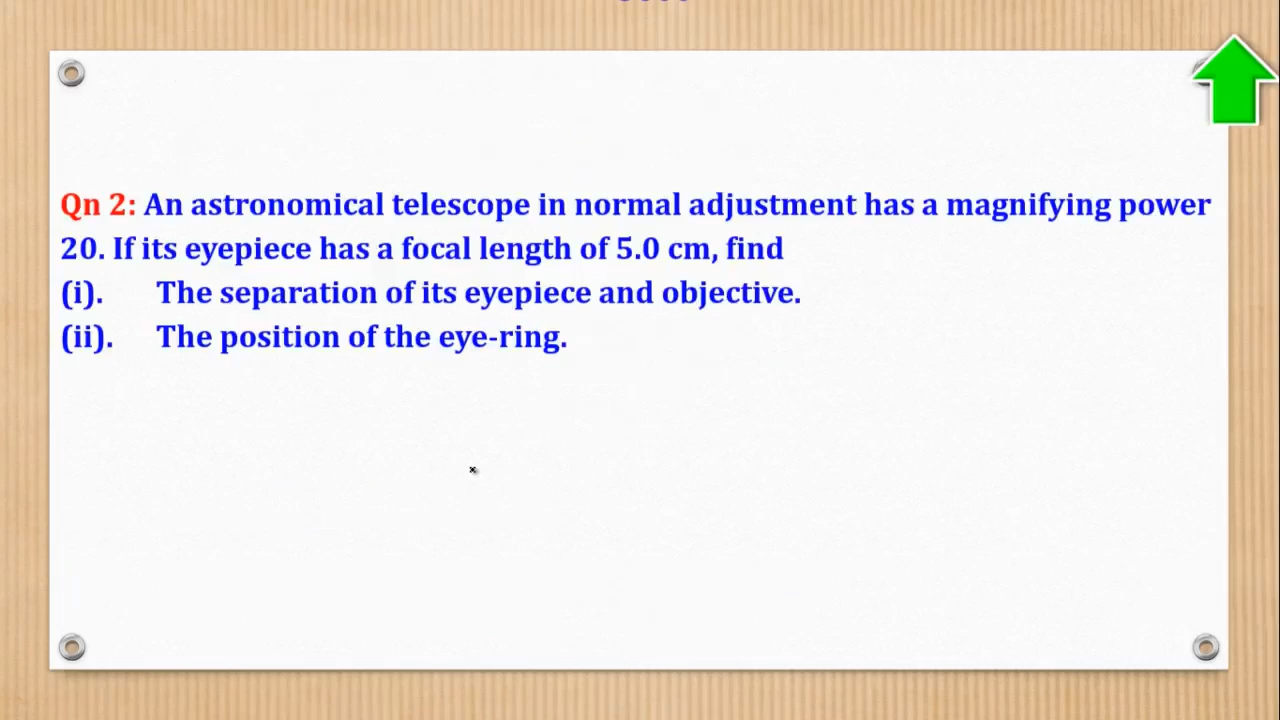 Qn 2: An astronomical telescope in normal adjustment has a magnifying power
20. If its eyepiece has a focal length of 5.0 cm, find
(i). The separation of its eyepiece and objective.
(ii). The position of the eye-ring.